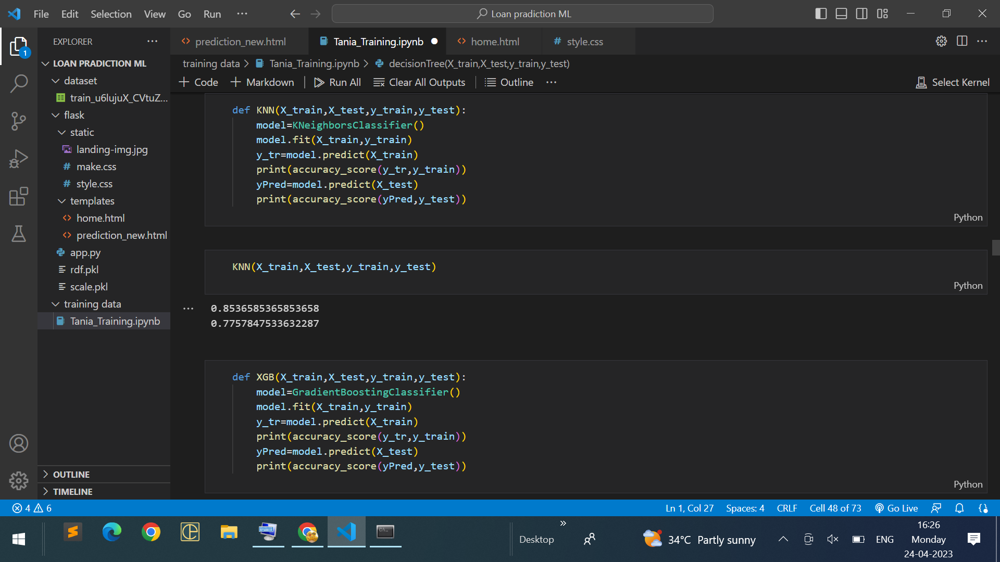 File Edit Selection View Go Run ···
Loan pradiction ML
EXPLORER ···
prediction_new.html
Tania_Training.ipynb
home.html
style.css
1
LOAN PRADICTION ML
dataset
train_u6lujuX_CVtuZ...
flask
static
landing-img.jpg
make.css
style.css
templates
home.html
prediction_new.html
app.py
rdf.pkl
scale.pkl
training data
Tania_Training.ipynb
OUTLINE
TIMELINE
training data > Tania_Training.ipynb > decisionTree(X_train,X_test,y_train,y_test)
+ Code + Markdown | Run All Clear All Outputs | Outline ···
Select Kernel
def KNN(X_train,X_test,y_train,y_test):
model=KNeighborsClassifier()
model.fit(X_train,y_train)
y_tr=model.predict(X_train)
print(accuracy_score(y_tr,y_train))
yPred=model.predict(X_test)
print(accuracy_score(yPred,y_test))
Python
KNN(X_train,X_test,y_train,y_test)
Python
··· 0.8536585365853658
0.7757847533632287
def XGB(X_train,X_test,y_train,y_test):
model=GradientBoostingClassifier()
model.fit(X_train,y_train)
y_tr=model.predict(X_train)
print(accuracy_score(y_tr,y_train))
yPred=model.predict(X_test)
print(accuracy_score(yPred,y_test))
Python
4 6
Ln 1, Col 27 Spaces: 4 CRLF Cell 48 of 73 Go Live
Desktop
34°C Partly sunny
ENG
16:26
Monday
24-04-2023